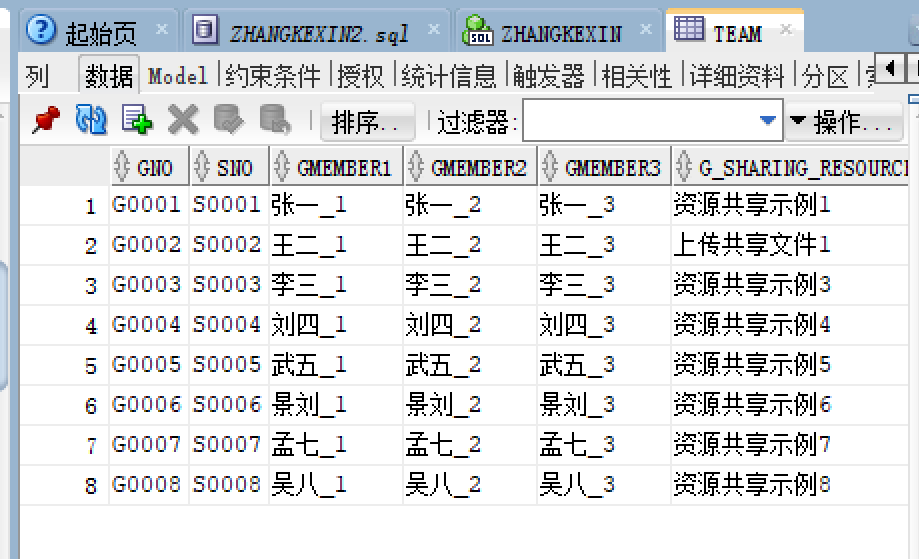 起始页 ZHANGKEXIN2.sql ZHANGKEXIN TEAM
列 数据 Model 约束条件 授权 统计信息 触发器 相关性 详细资料 分区
排序.. 过滤器: 操作...
GNO SNO GMEMBER1 GMEMBER2 GMEMBER3 G_SHARING_RESOURC
1 G0001 S0001 张一_1 张一_2 张一_3 资源共享示例1
2 G0002 S0002 王二_1 王二_2 王二_3 上传共享文件1
3 G0003 S0003 李三_1 李三_2 李三_3 资源共享示例3
4 G0004 S0004 刘四_1 刘四_2 刘四_3 资源共享示例4
5 G0005 S0005 武五_1 武五_2 武五_3 资源共享示例5
6 G0006 S0006 景刘_1 景刘_2 景刘_3 资源共享示例6
7 G0007 S0007 孟七_1 孟七_2 孟七_3 资源共享示例7
8 G0008 S0008 吴八_1 吴八_2 吴八_3 资源共享示例8